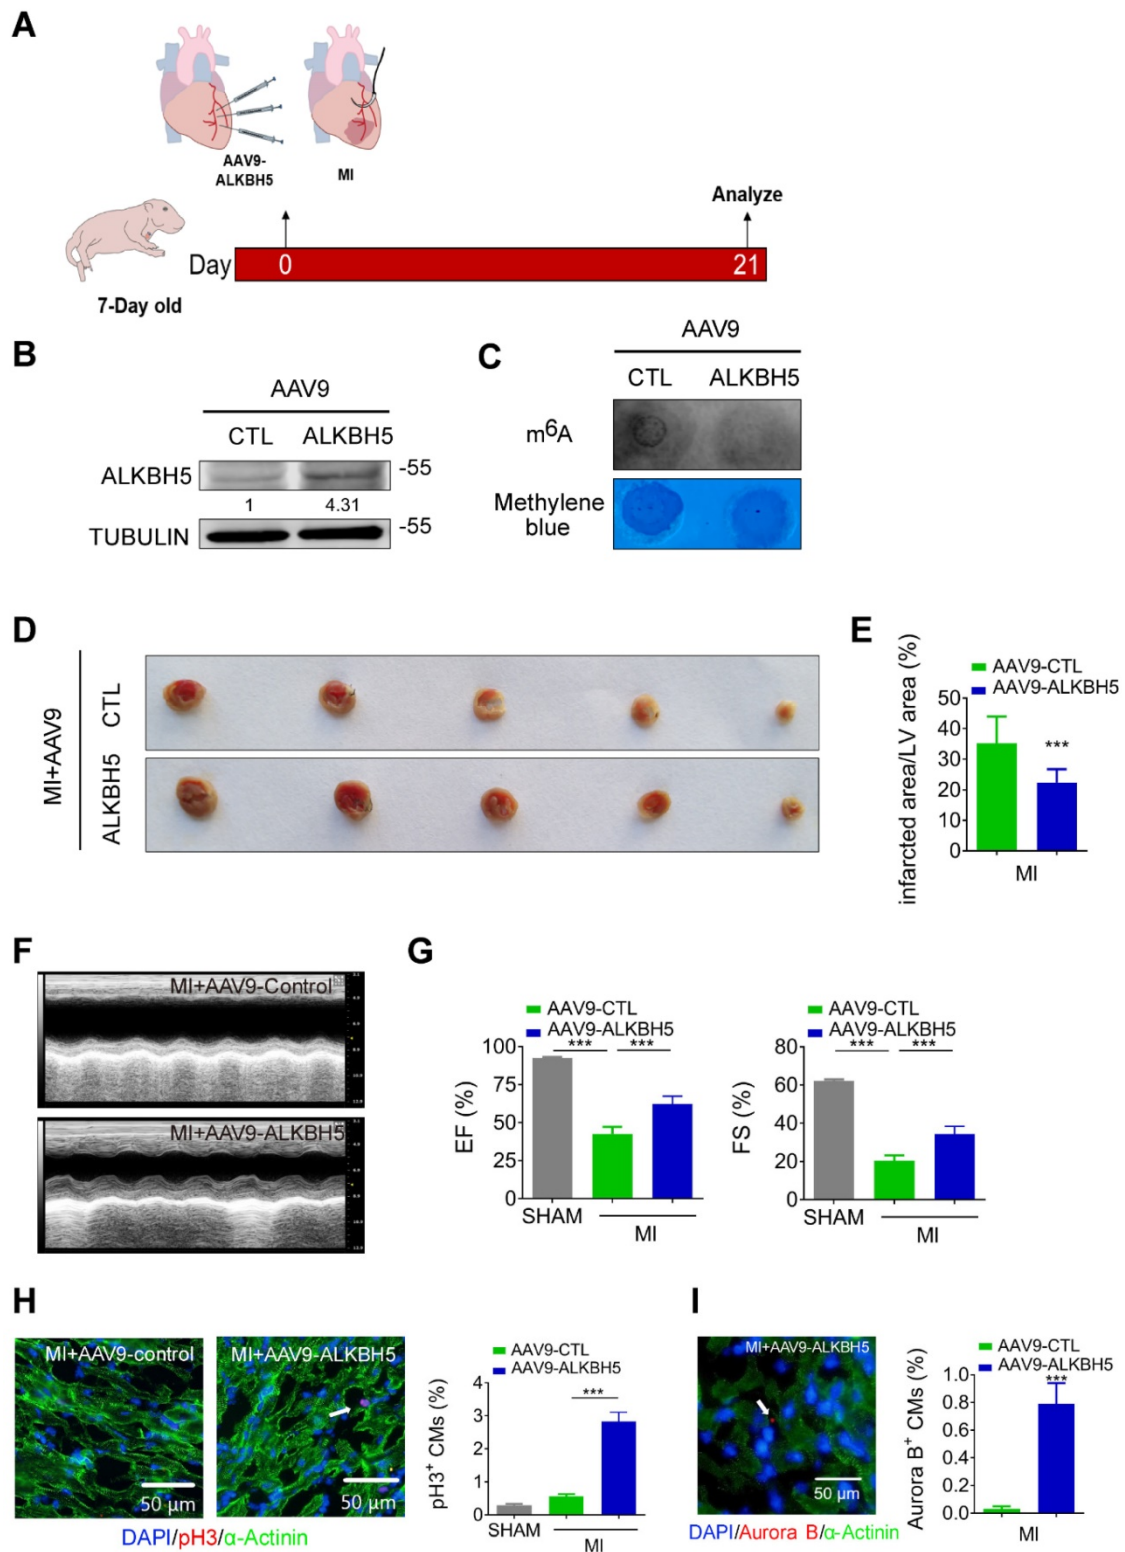 A
AAV9-
ALKBH5
MI
Analyze
Day
0
21
7-Day old
B
AAV9
CTL
ALKBH5
ALKBH5
-55
1
4.31
TUBULIN
-55
C
AAV9
CTL
ALKBH5
m⁶A
Methylene
blue
D
MI+AAV9
CTL
ALKBH5
E
AAV9-CTL
AAV9-ALKBH5
infarcted area/LV area (%)
50
40
30
20
10
0
***
MI
F
MI+AAV9-Control
MI+AAV9-ALKBH5
G
AAV9-CTL
AAV9-ALKBH5
EF (%)
100
75
50
25
0
*** ***
SHAM
MI
AAV9-CTL
AAV9-ALKBH5
FS (%)
80
60
40
20
0
*** ***
SHAM
MI
H
MI+AAV9-control
50 µm
MI+AAV9-ALKBH5
50 µm
DAPI/pH3/α-Actinin
AAV9-CTL
AAV9-ALKBH5
pH3⁺ CMs (%)
4
3
2
1
0
***
SHAM
MI
I
MI+AAV9-ALKBH5
50 µm
DAPI/Aurora B/α-Actinin
AAV9-CTL
AAV9-ALKBH5
Aurora B⁺ CMs (%)
1.0
0.8
0.6
0.4
0.2
0.0
***
MI